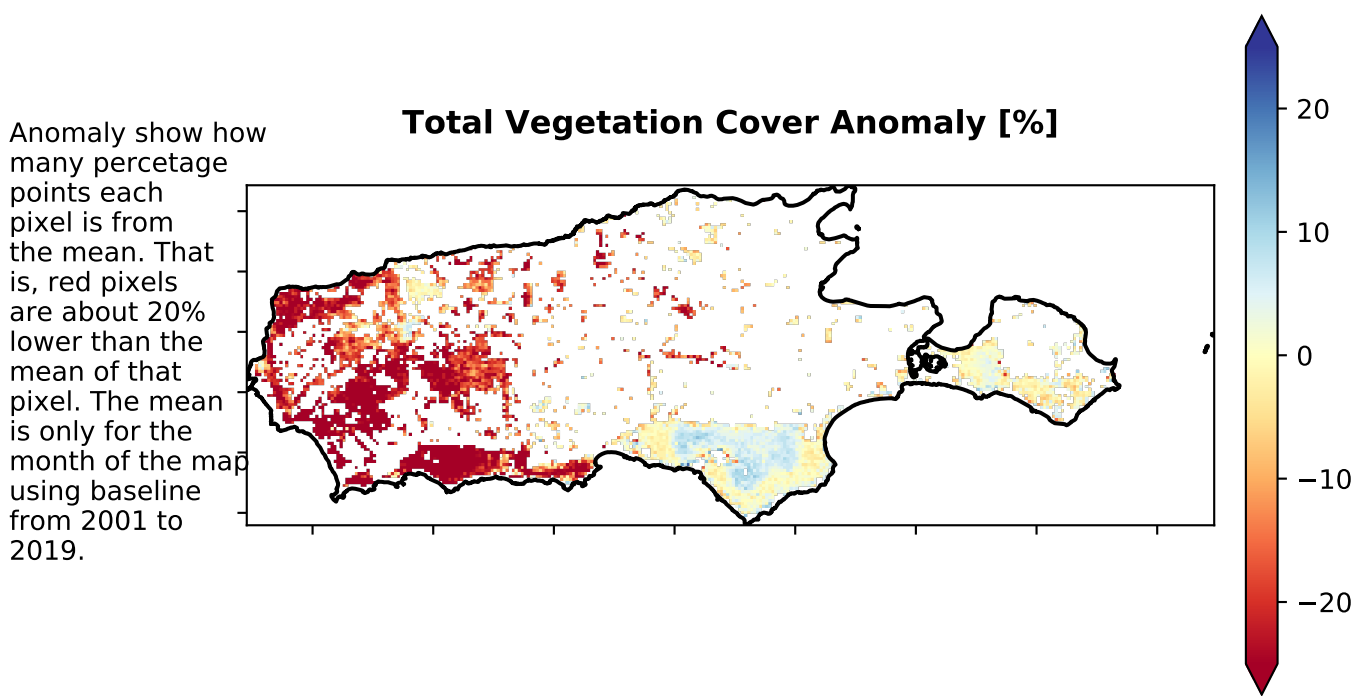 Total Vegetation Cover Anomaly [%]
Anomaly show how
many percetage
points each
pixel is from
the mean. That
is, red pixels
are about 20%
lower than the
mean of that
pixel. The mean
is only for the
month of the map
using baseline
from 2001 to
2019.
20
10
0
−10
−20